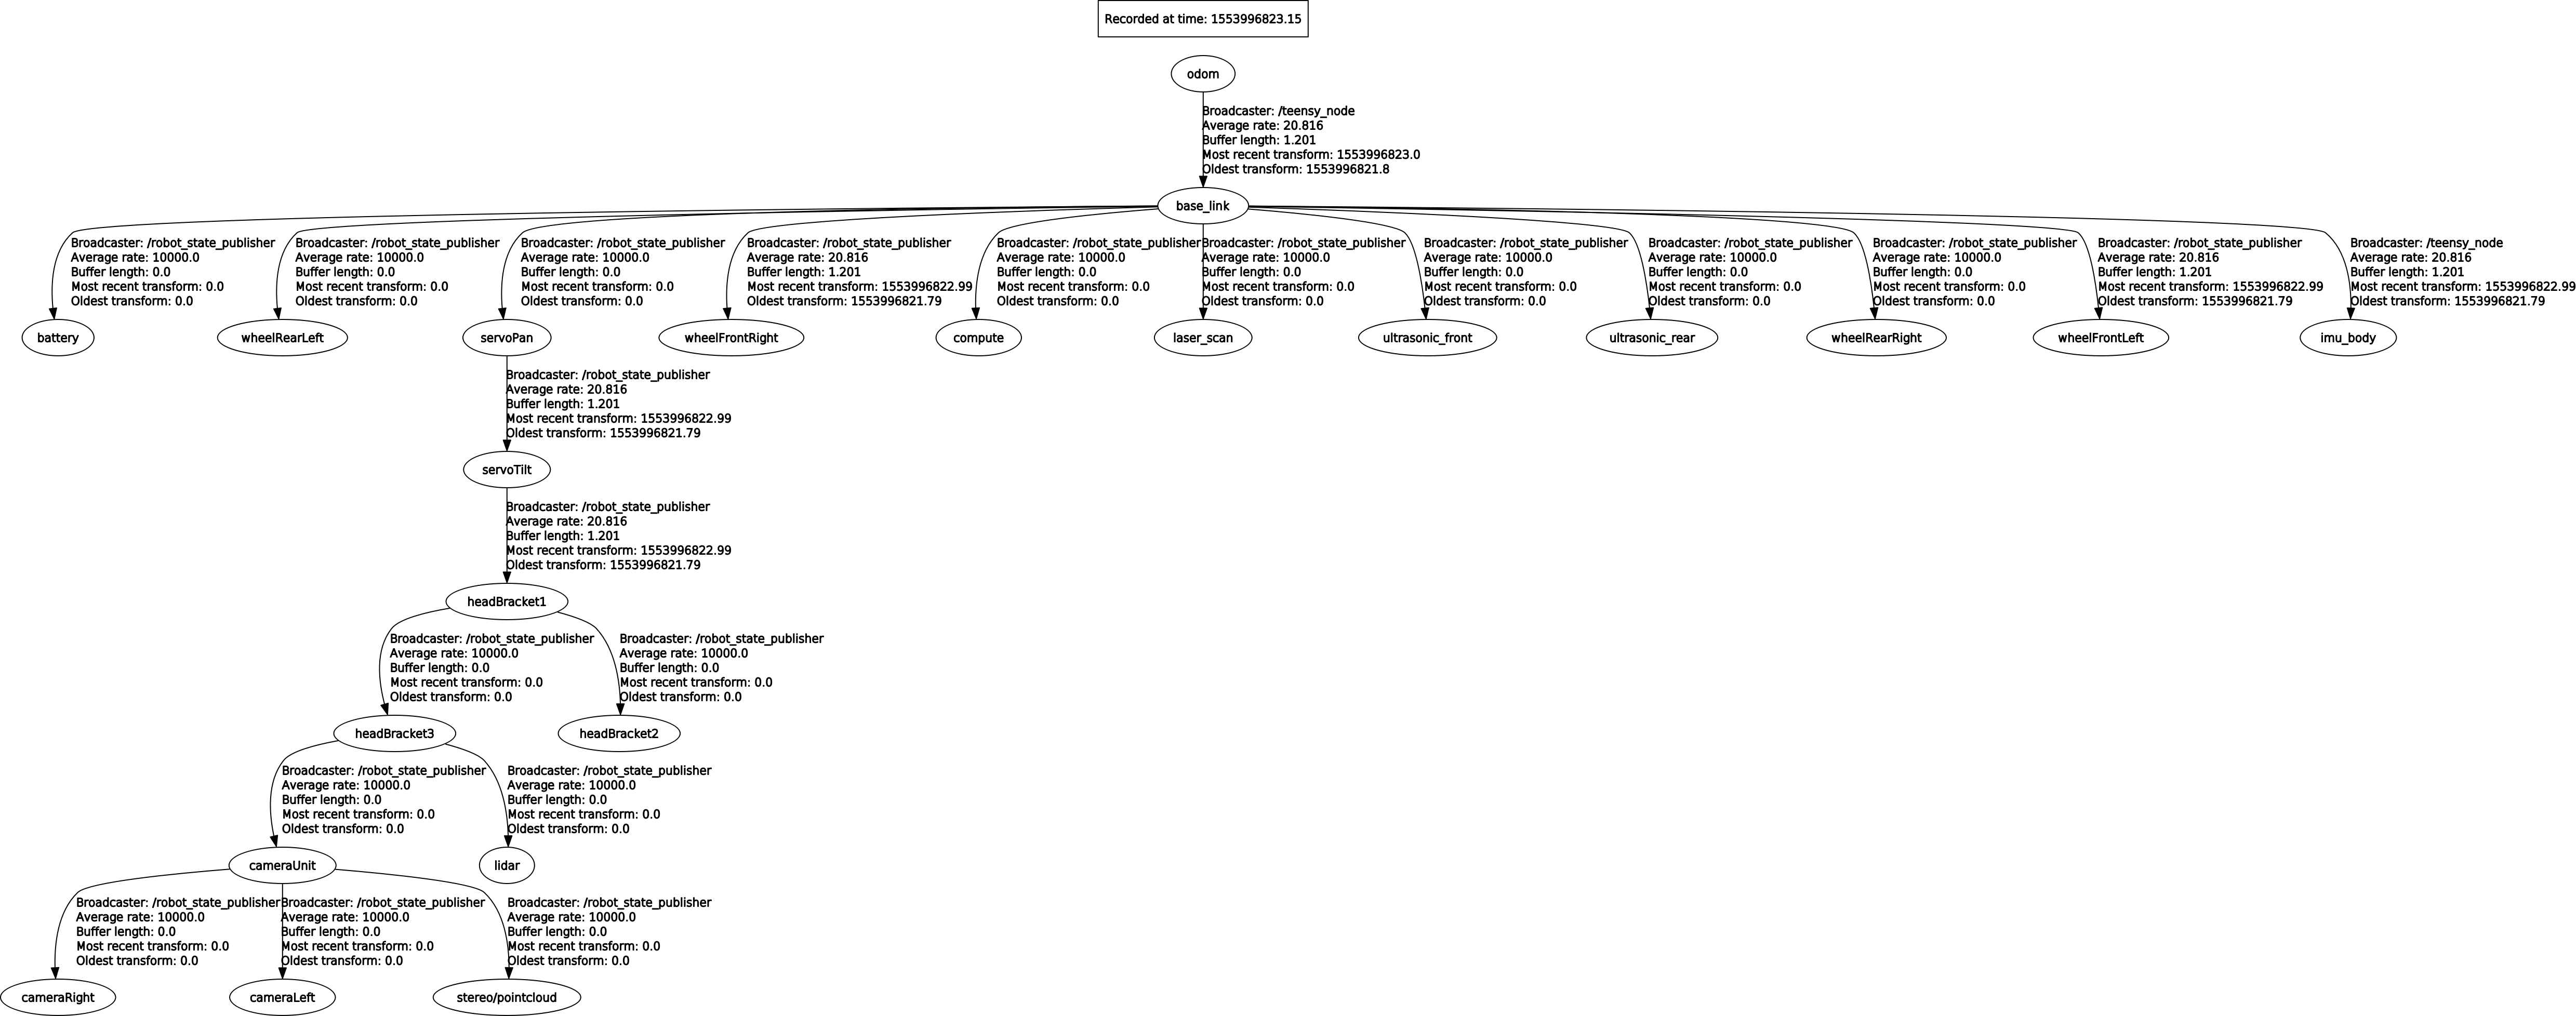 Recorded at time: 1553996823.15
odom
Broadcaster: /teensy_node
Average rate: 20.816
Buffer length: 1.201
Most recent transform: 1553996823.0
Oldest transform: 1553996821.8
base_link
Broadcaster: /robot_state_publisher
Average rate: 10000.0
Buffer length: 0.0
Most recent transform: 0.0
Oldest transform: 0.0
Broadcaster: /robot_state_publisher
Average rate: 10000.0
Buffer length: 0.0
Most recent transform: 0.0
Oldest transform: 0.0
Broadcaster: /robot_state_publisher
Average rate: 10000.0
Buffer length: 0.0
Most recent transform: 0.0
Oldest transform: 0.0
Broadcaster: /robot_state_publisher
Average rate: 20.816
Buffer length: 1.201
Most recent transform: 1553996822.99
Oldest transform: 1553996821.79
Broadcaster: /robot_state_publisher
Average rate: 10000.0
Buffer length: 0.0
Most recent transform: 0.0
Oldest transform: 0.0
Broadcaster: /robot_state_publisher
Average rate: 10000.0
Buffer length: 0.0
Most recent transform: 0.0
Oldest transform: 0.0
Broadcaster: /robot_state_publisher
Average rate: 10000.0
Buffer length: 0.0
Most recent transform: 0.0
Oldest transform: 0.0
Broadcaster: /robot_state_publisher
Average rate: 10000.0
Buffer length: 0.0
Most recent transform: 0.0
Oldest transform: 0.0
Broadcaster: /robot_state_publisher
Average rate: 10000.0
Buffer length: 0.0
Most recent transform: 0.0
Oldest transform: 0.0
Broadcaster: /robot_state_publisher
Average rate: 20.816
Buffer length: 1.201
Most recent transform: 1553996822.99
Oldest transform: 1553996821.79
Broadcaster: /teensy_node
Average rate: 20.816
Buffer length: 1.201
Most recent transform: 1553996822.99
Oldest transform: 1553996821.79
battery
wheelRearLeft
servoPan
wheelFrontRight
compute
laser_scan
ultrasonic_front
ultrasonic_rear
wheelRearRight
wheelFrontLeft
imu_body
Broadcaster: /robot_state_publisher
Average rate: 20.816
Buffer length: 1.201
Most recent transform: 1553996822.99
Oldest transform: 1553996821.79
servoTilt
Broadcaster: /robot_state_publisher
Average rate: 20.816
Buffer length: 1.201
Most recent transform: 1553996822.99
Oldest transform: 1553996821.79
headBracket1
Broadcaster: /robot_state_publisher
Average rate: 10000.0
Buffer length: 0.0
Most recent transform: 0.0
Oldest transform: 0.0
Broadcaster: /robot_state_publisher
Average rate: 10000.0
Buffer length: 0.0
Most recent transform: 0.0
Oldest transform: 0.0
headBracket3
headBracket2
Broadcaster: /robot_state_publisher
Average rate: 10000.0
Buffer length: 0.0
Most recent transform: 0.0
Oldest transform: 0.0
Broadcaster: /robot_state_publisher
Average rate: 10000.0
Buffer length: 0.0
Most recent transform: 0.0
Oldest transform: 0.0
cameraUnit
lidar
Broadcaster: /robot_state_publisher
Average rate: 10000.0
Buffer length: 0.0
Most recent transform: 0.0
Oldest transform: 0.0
Broadcaster: /robot_state_publisher
Average rate: 10000.0
Buffer length: 0.0
Most recent transform: 0.0
Oldest transform: 0.0
Broadcaster: /robot_state_publisher
Average rate: 10000.0
Buffer length: 0.0
Most recent transform: 0.0
Oldest transform: 0.0
cameraRight
cameraLeft
stereo/pointcloud